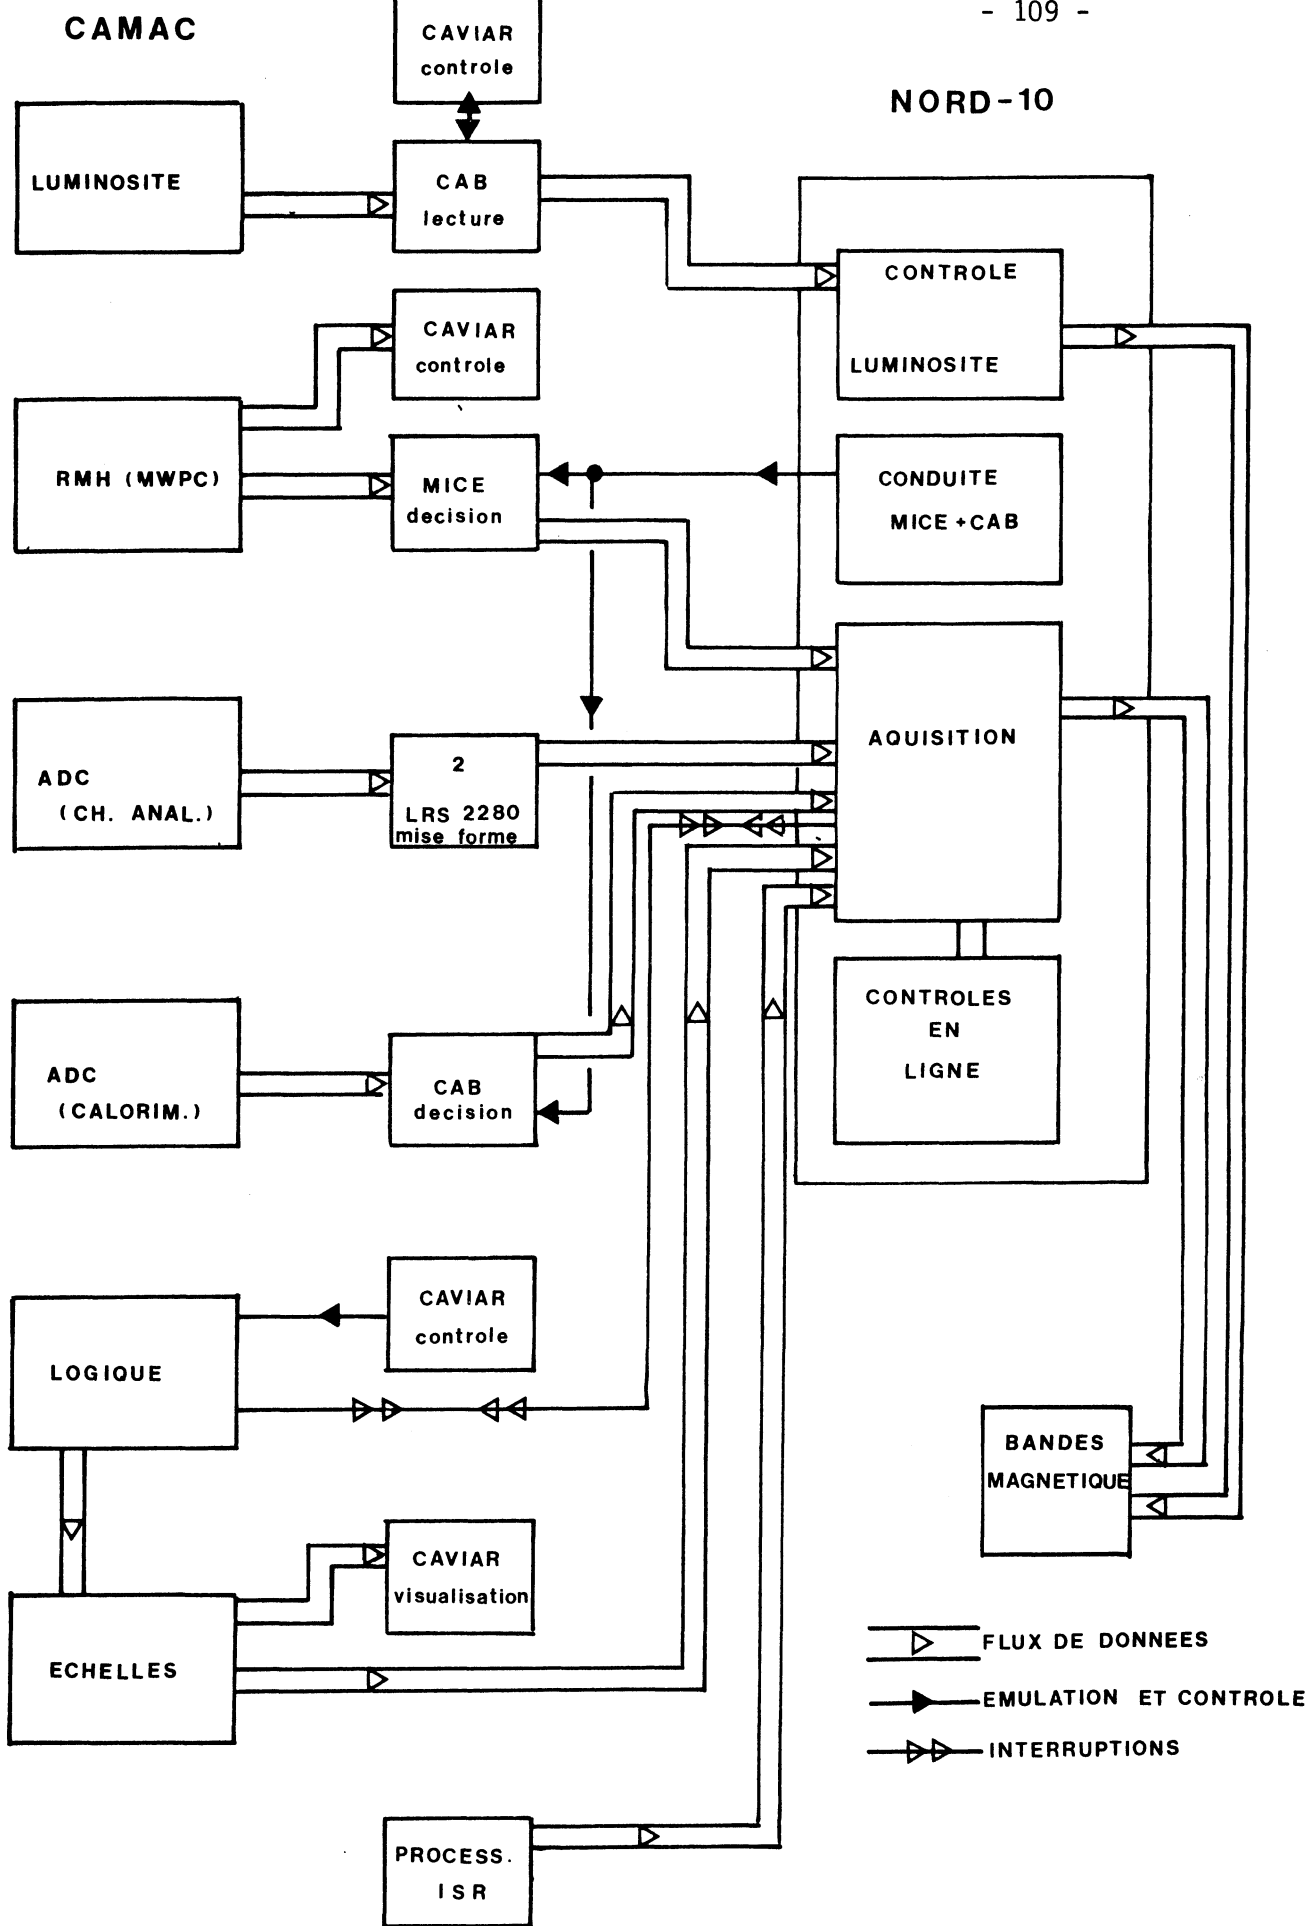 - 109 -
CAMAC
CAVIAR
controle
NORD-10
LUMINOSITE
CAB
lecture
CONTROLE
LUMINOSITE
CAVIAR
controle
RMH (MWPC)
MICE
decision
CONDUITE
MICE + CAB
AQUISITION
ADC
(CH. ANAL.)
2
LRS 2280
mise forme
CONTROLES
EN
LIGNE
ADC
(CALORIM.)
CAB
decision
CAVIAR
controle
LOGIQUE
BANDES
MAGNETIQUE
CAVIAR
visualisation
ECHELLES
FLUX DE DONNEES
EMULATION ET CONTROLE
INTERRUPTIONS
PROCESS.
ISR